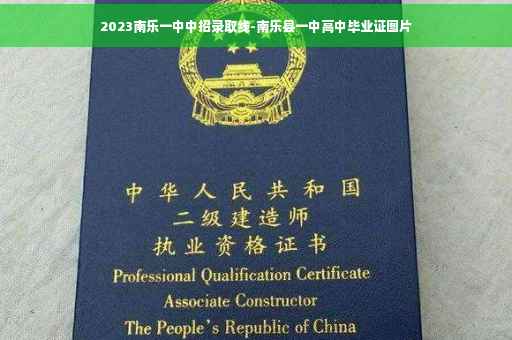 2023南乐一中中招录取线-南乐县一中高中毕业证图片
中华人民共和国
二级建造师
执业资格证书
Professional Qualification Certificate
Associate Constructor
The People's Republic of China